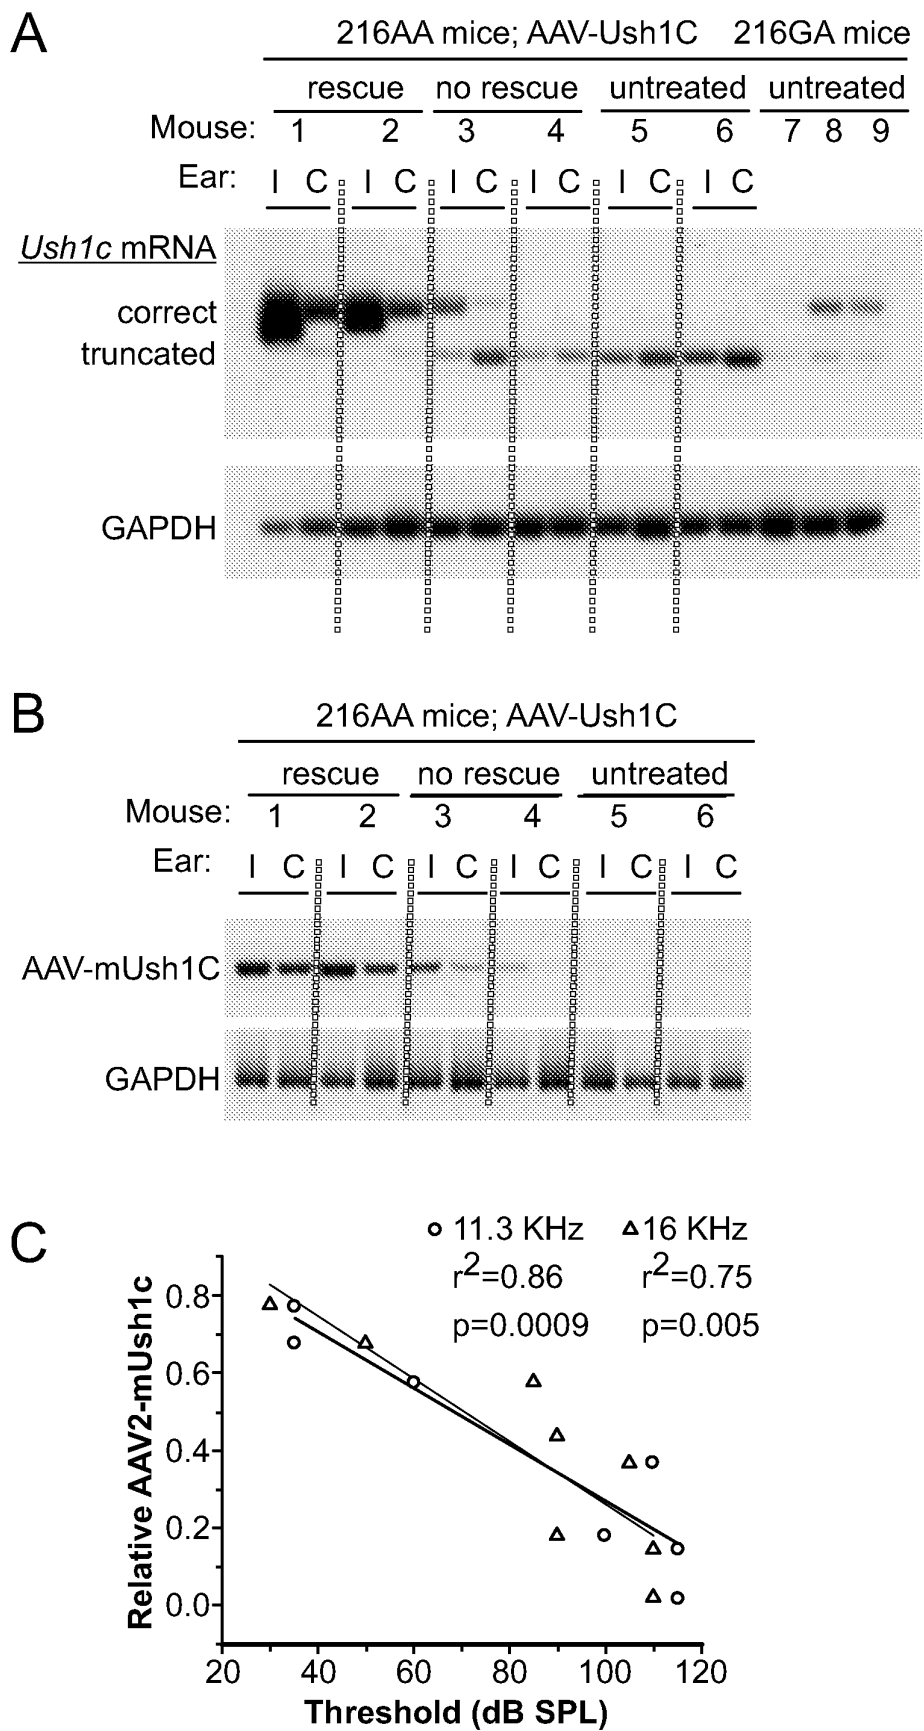 A
216AA mice; AAV-Ush1C 216GA mice
rescue no rescue untreated untreated
Mouse: 1 2 3 4 5 6 7 8 9
Ear: I C I C I C I C I C I C
Ush1c mRNA
correct
truncated
GAPDH
B
216AA mice; AAV-Ush1C
rescue no rescue untreated
Mouse: 1 2 3 4 5 6
Ear: I C I C I C I C I C I C
AAV-mUsh1C
GAPDH
C
11.3 KHz 16 KHz
r²=0.86 r²=0.75
p=0.0009 p=0.005
Relative AAV2-mUsh1c
0.8
0.6
0.4
0.2
0.0
20 40 60 80 100 120
Threshold (dB SPL)